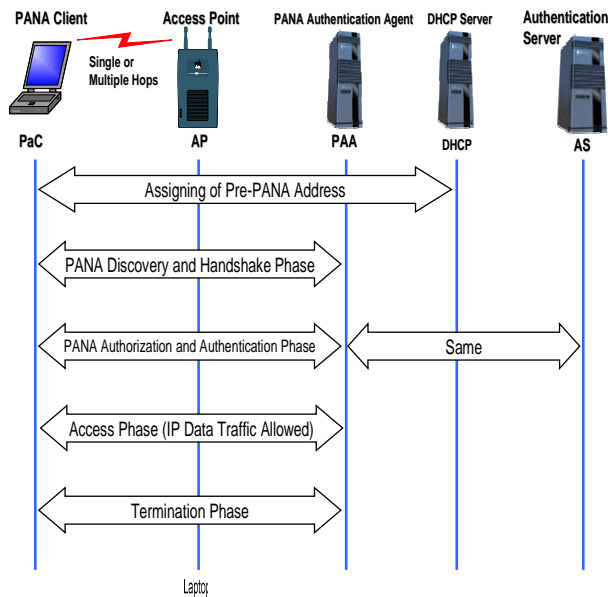 PANA Client
Access Point
PANA Authentication Agent
DHCP Server
Authentication
Server
Single or
Multiple Hops
PaC
AP
PAA
DHCP
AS
Assigning of Pre-PANA Address
PANA Discovery and Handshake Phase
PANA Authorization and Authentication Phase
Same
Access Phase (IP Data Traffic Allowed)
Termination Phase
Laptop